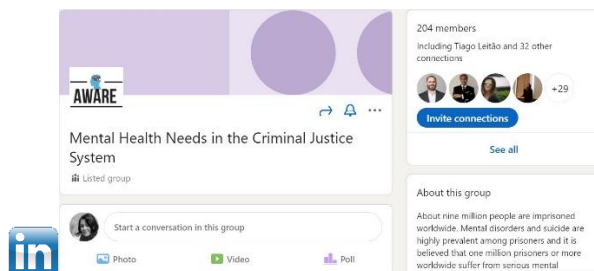 AWARE
Mental Health Needs in the Criminal Justice
System
Listed group
Start a conversation in this group
Photo
Video
Poll
in
204 members
Including Tiago Leitão and 32 other
connections
+29
Invite connections
See all
About this group
About nine million people are imprisoned
worldwide. Mental disorders and suicide are
highly prevalent among prisoners and it is
believed that one million prisoners or more
worldwide suffer from serious mental